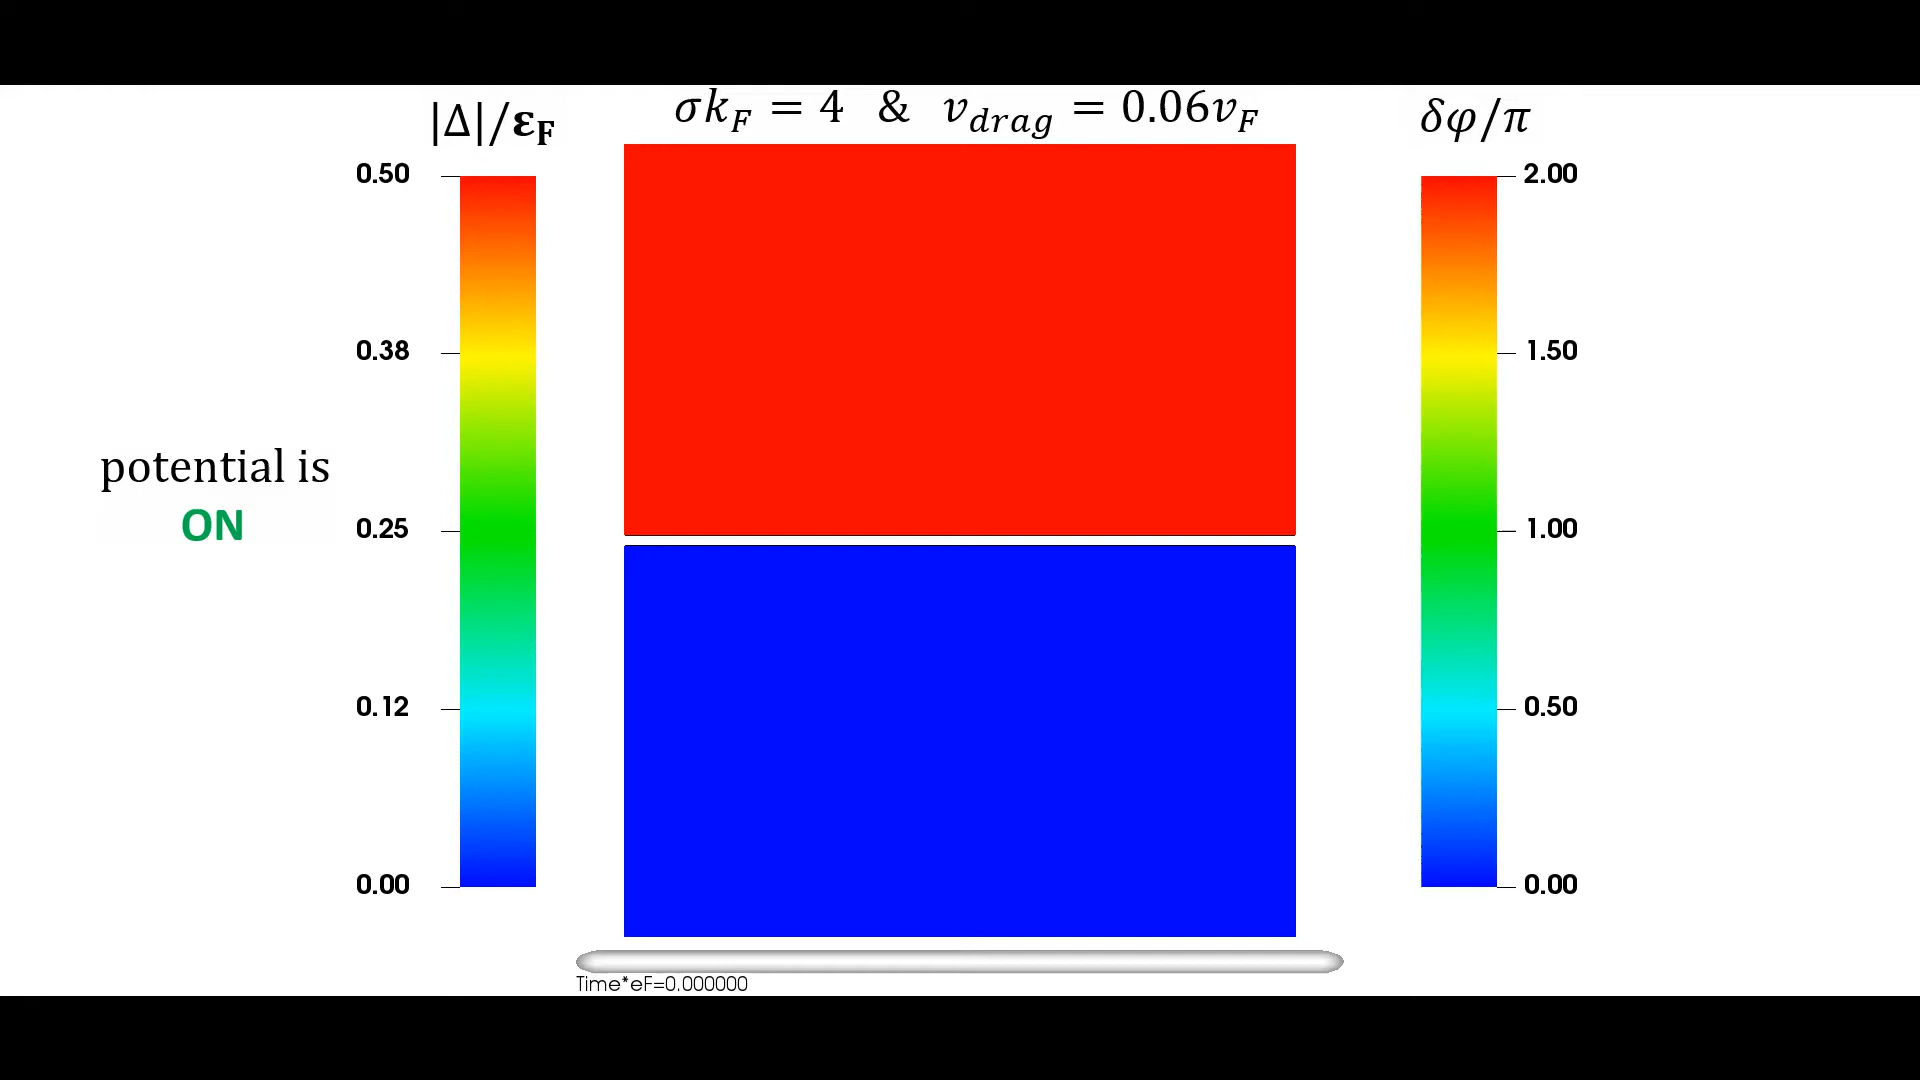 σk_F = 4 & v_drag = 0.06v_F
|Δ|/ε_F
0.50
0.38
0.25
0.12
0.00
potential is
ON
δφ/π
2.00
1.50
1.00
0.50
0.00
Time*eF=0.000000